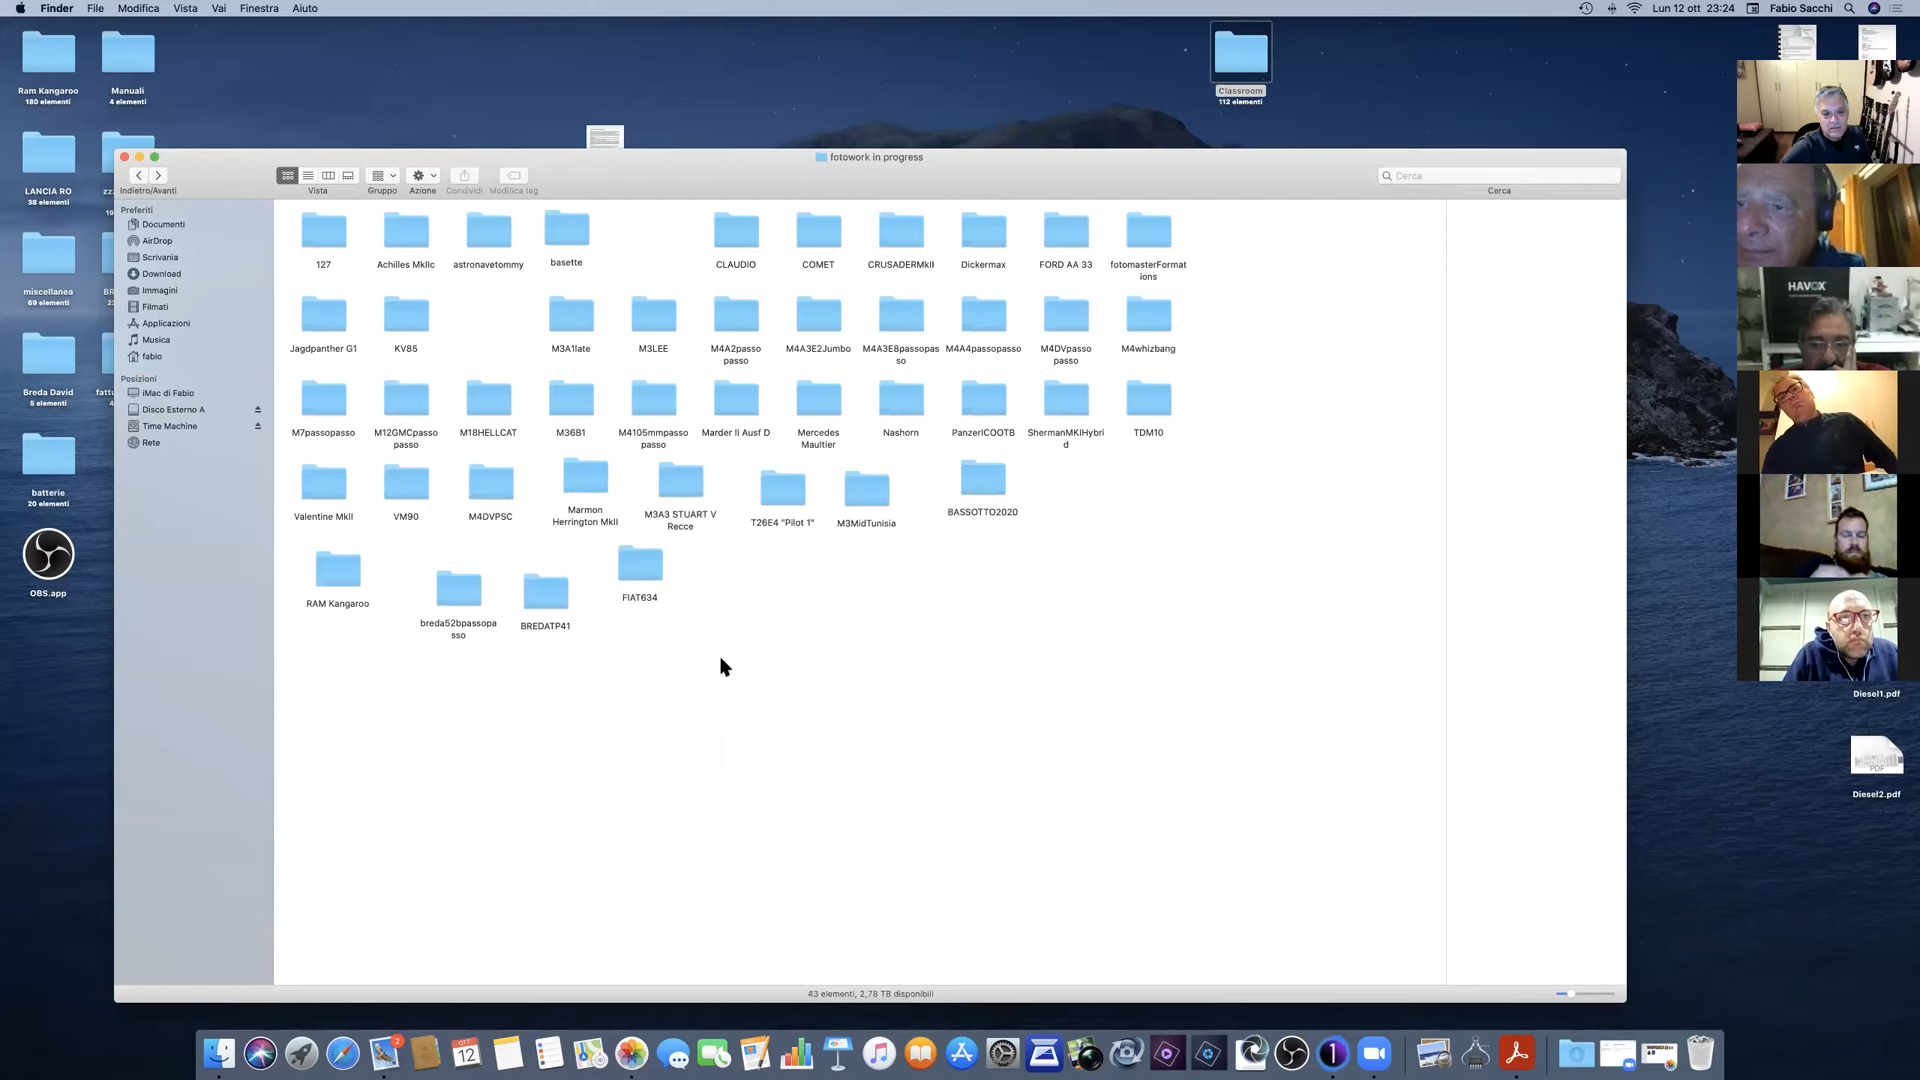 Finder File Modifica Vista Vai Finestra Aiuto
Lun 12 ott 23:24 Fabio Sacchi
Ram Kangaroo
180 elementi
Manuali
4 elementi
Classroom
112 elementi
LANCIA RO
38 elementi
miscellanea
69 elementi
Breda David
5 elementi
batterie
20 elementi
OBS.app
fotowork in progress
Indietro/Avanti
Vista
Gruppo
Azione
Condividi
Modifica tag
Cerca
Cerca
Preferiti
Documenti
AirDrop
Scrivania
Download
Immagini
Filmati
Applicazioni
Musica
fabio
Posizioni
iMac di Fabio
Disco Esterno A
Time Machine
Rete
127
Achilles MkIIc
astronavetommy
basette
CLAUDIO
COMET
CRUSADERMkII
Dickermax
FORD AA 33
fotomasterFormat
ions
Jagdpanther G1
KV85
M3A1late
M3LEE
M4A2passo
passo
M4A3E2Jumbo
M4A3E8passopas
so
M4A4passopasso
M4DVpasso
passo
M4whizbang
M7passopasso
M12GMCpasso
passo
M18HELLCAT
M36B1
M4105mmpasso
passo
Marder II Ausf D
Mercedes
Maultier
Nashorn
PanzerICOOTB
ShermanMKIHybri
d
TDM10
Valentine MkII
VM90
M4DVPSC
Marmon
Herrington MkII
M3A3 STUART V
Recce
T26E4 "Pilot 1"
M3MidTunisia
BASSOTTO2020
RAM Kangaroo
breda52bpassopa
sso
BREDATP41
FIAT634
43 elementi, 2,78 TB disponibili
HAVOX
Diesel1.pdf
PDF
Diesel2.pdf
OTT
12
2
1